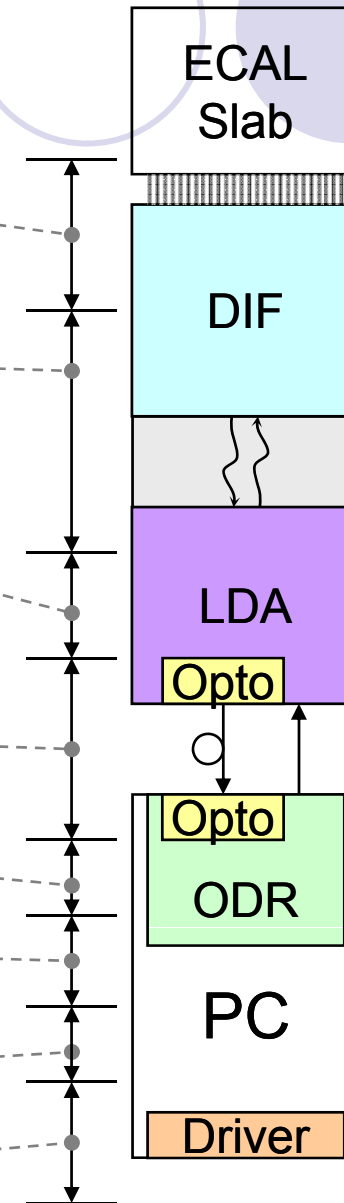 ECAL
Slab
DIF
LDA
Opto
Opto
ODR
PC
Driver